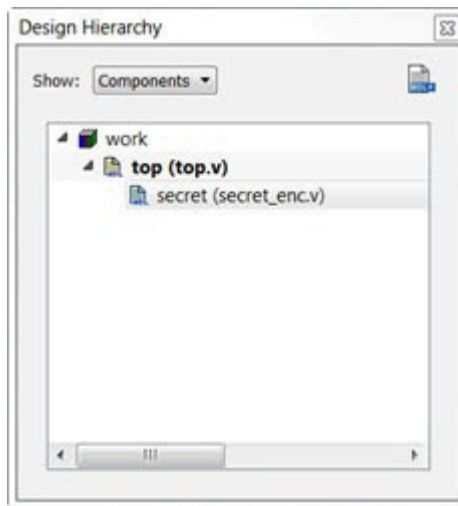 Design Hierarchy
Show: Components
work
top (top.v)
secret (secret_enc.v)